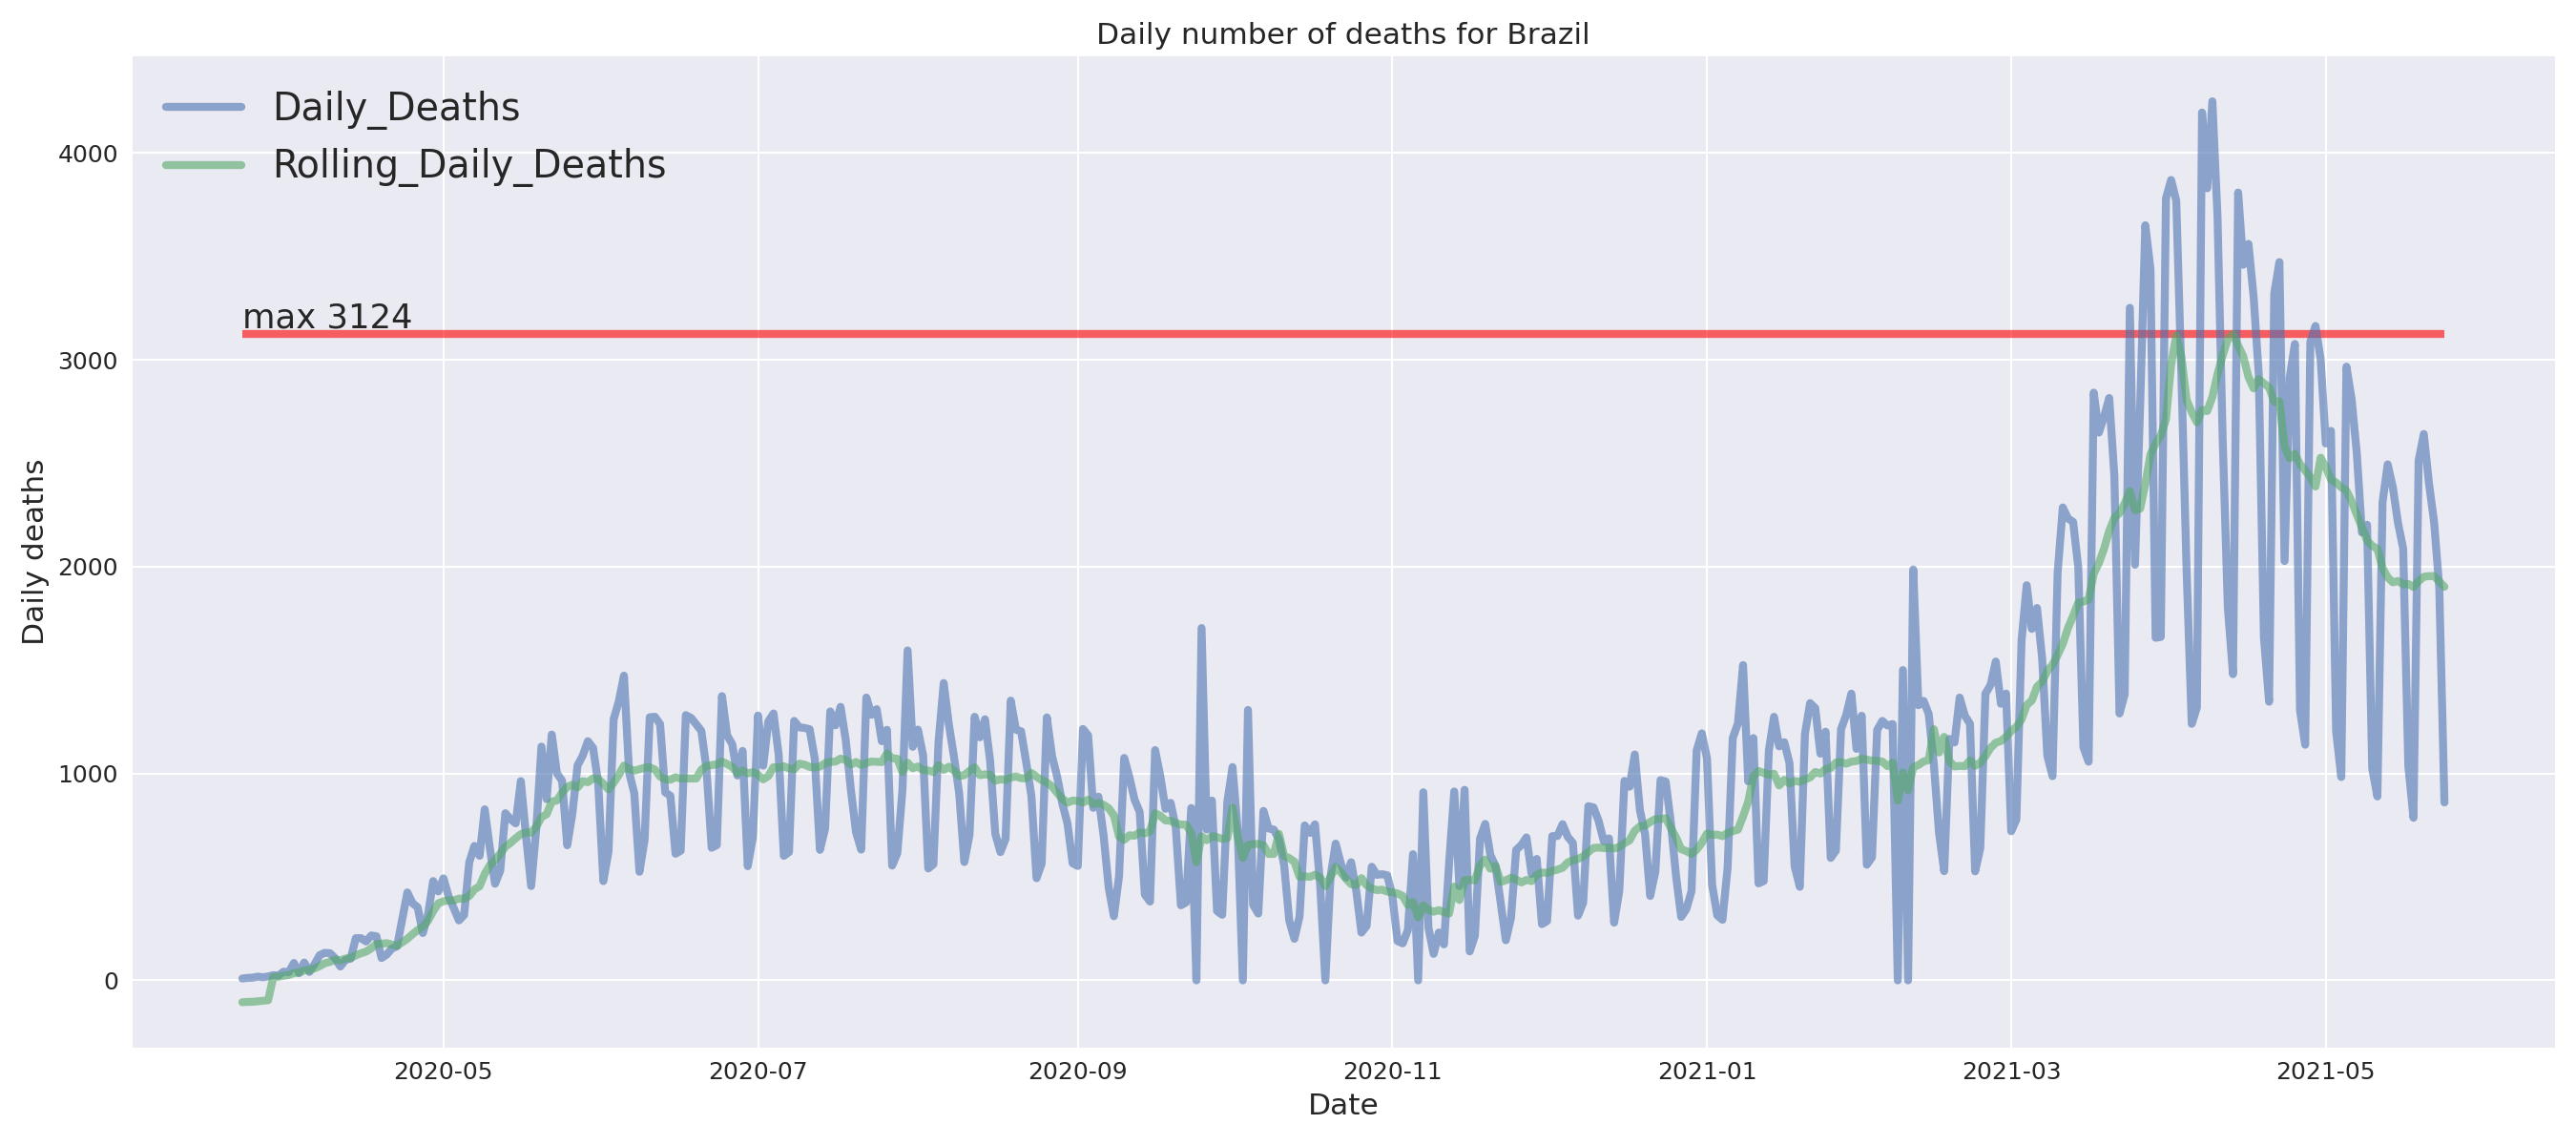 Daily number of deaths for Brazil
Daily_Deaths
Rolling_Daily_Deaths
max 3124
Daily deaths
4000
3000
2000
1000
0
2020-05 2020-07 2020-09 2020-11 2021-01 2021-03 2021-05
Date